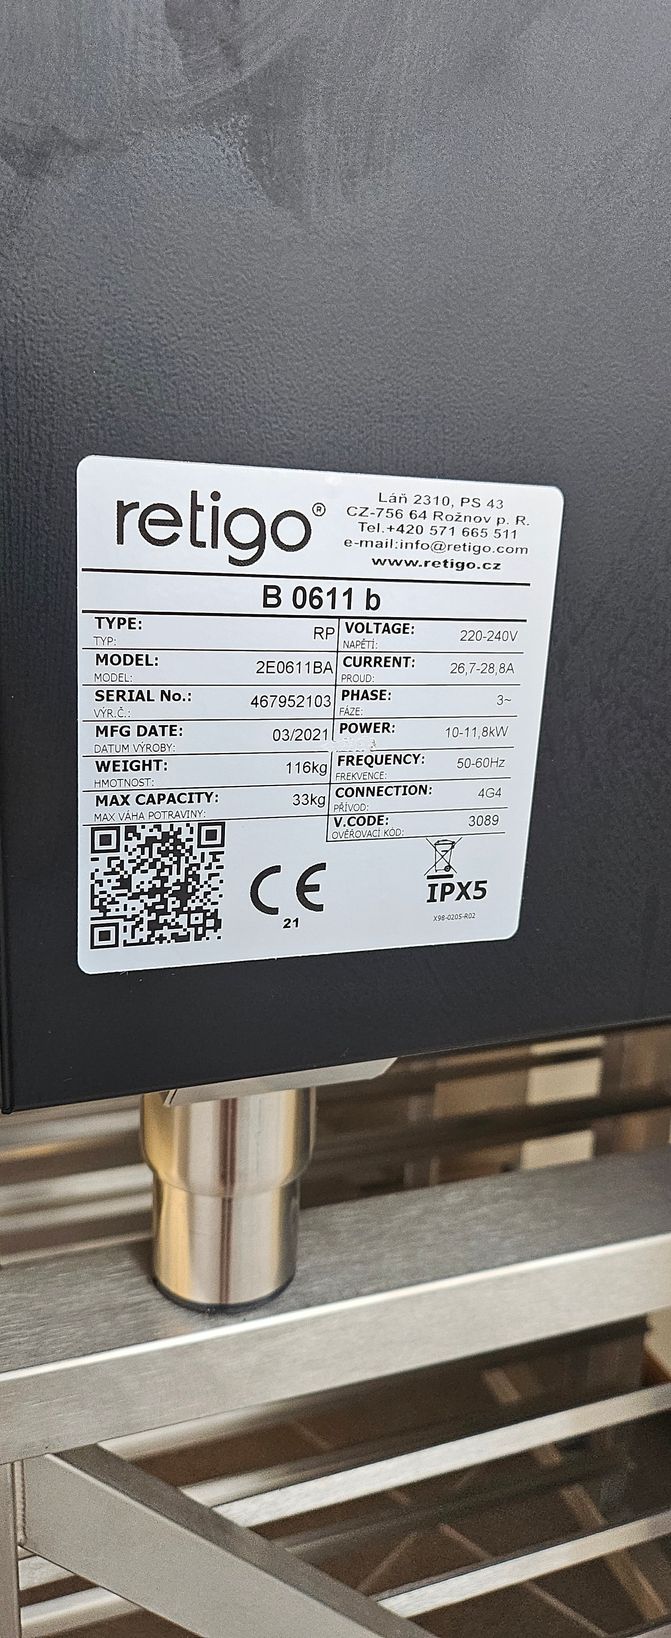 retigo®
Láň 2310, PS 43
CZ-756 64 Rožnov p. R.
Tel.+420 571 665 511
e-mail:info@retigo.com
www.retigo.cz
B 0611 b
TYPE: RP
TYP:
MODEL: 2E0611BA
MODEL:
SERIAL No.: 467952103
VÝR.Č.:
MFG DATE: 03/2021
DATUM VÝROBY:
WEIGHT: 116kg
HMOTNOST:
MAX CAPACITY: 33kg
MAX VÁHA POTRAVINY:
VOLTAGE: 220-240V
NAPĚTÍ:
CURRENT: 26,7-28,8A
PROUD:
PHASE: 3~
FÁZE:
POWER: 10-11,8kW
FREQUENCY: 50-60Hz
FREKVENCE:
CONNECTION: 4G4
PŘÍVOD:
V.CODE: 3089
OVĚŘOVACÍ KÓD:
CE
21
IPX5
X98-0205-R02